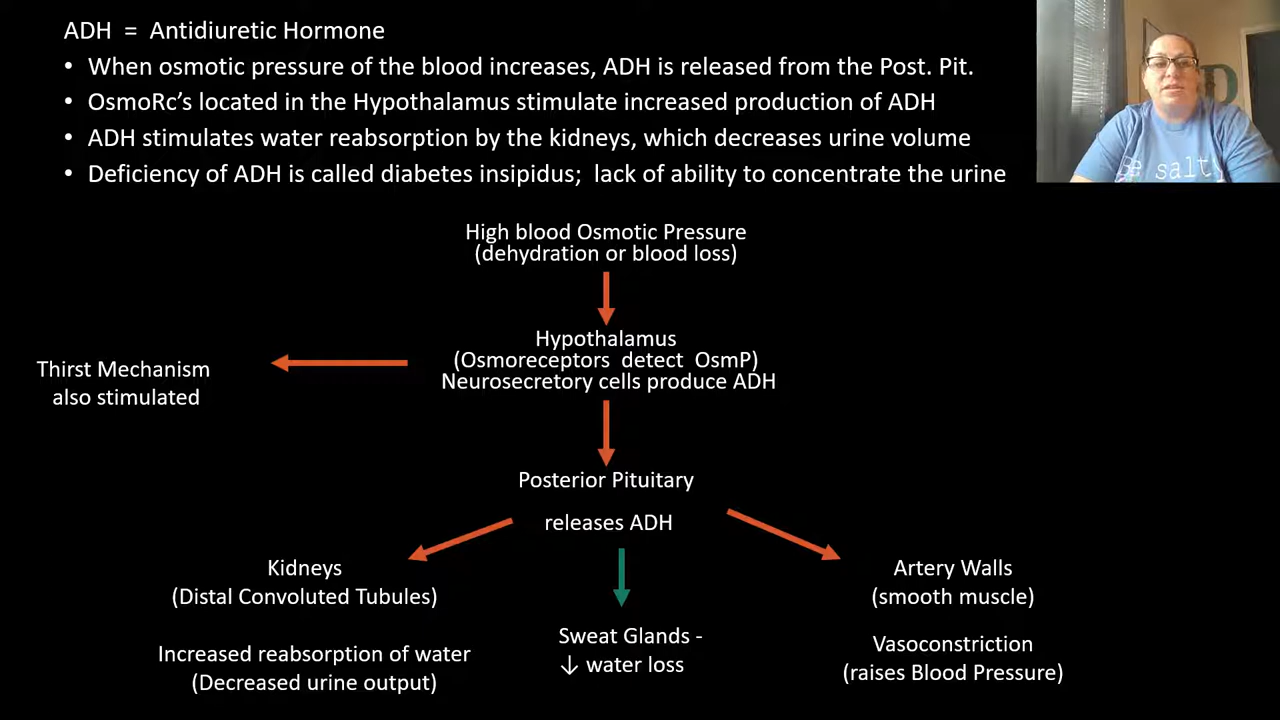 ADH = Antidiuretic Hormone
• When osmotic pressure of the blood increases, ADH is released from the Post. Pit.
• OsmoRc's located in the Hypothalamus stimulate increased production of ADH
• ADH stimulates water reabsorption by the kidneys, which decreases urine volume
• Deficiency of ADH is called diabetes insipidus; lack of ability to concentrate the urine
salty
High blood Osmotic Pressure
(dehydration or blood loss)
Hypothalamus
(Osmoreceptors detect OsmP)
Neurosecretory cells produce ADH
Thirst Mechanism
also stimulated
Posterior Pituitary
releases ADH
Kidneys
(Distal Convoluted Tubules)
Increased reabsorption of water
(Decreased urine output)
Sweat Glands -
↓ water loss
Artery Walls
(smooth muscle)
Vasoconstriction
(raises Blood Pressure)